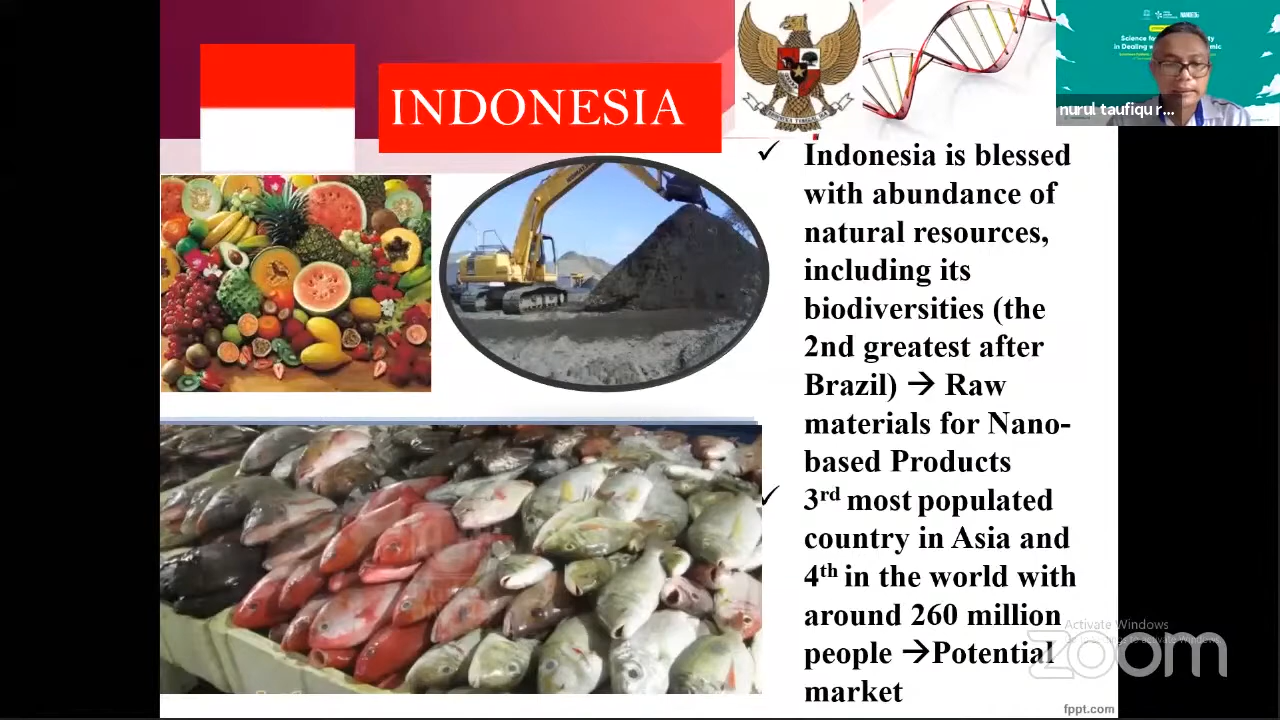 INDONESIA
nurul taufiqu r...
✓ Indonesia is blessed
with abundance of
natural resources,
including its
biodiversities (the
2nd greatest after
Brazil) → Raw
materials for Nano-
based Products
✓ 3rd most populated
country in Asia and
4th in the world with
around 260 million
people →Potential
market
Activate Windows
zoom
fppt.com